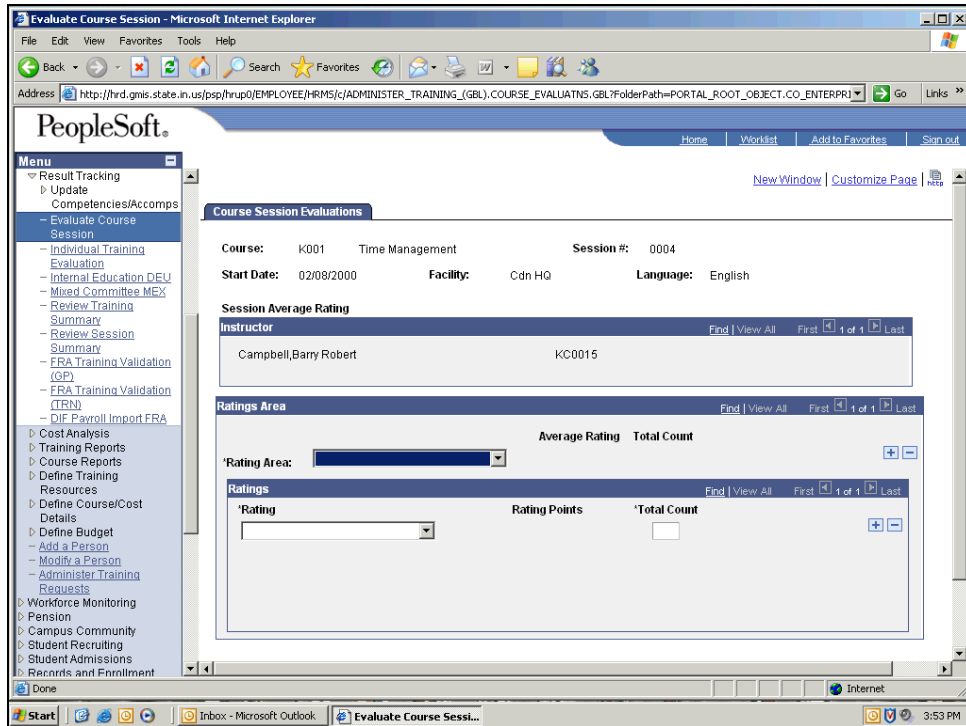 Evaluate Course Session - Microsoft Internet Explorer
File Edit View Favorites Tools Help
Back Search Favorites
Address http://hrd.gmis.state.in.us/psp/hrup0/EMPLOYEE/HRMS/c/ADMINISTER_TRAINING_(GBL).COURSE_EVALUATNS.GBL?FolderPath=PORTAL_ROOT_OBJECT.CO_ENTERPRI Go Links »
PeopleSoft®
Home Worklist Add to Favorites Sign out
New Window | Customize Page | http
Menu
Result Tracking
Update
Competencies/Accomps
– Evaluate Course
Session
– Individual Training
Evaluation
– Internal Education DEU
– Mixed Committee MEX
– Review Training
Summary
– Review Session
Summary
– FRA Training Validation
(GP)
– FRA Training Validation
(TRN)
– DIF Payroll Import FRA
Cost Analysis
Training Reports
Course Reports
Define Training
Resources
Define Course/Cost
Details
Define Budget
– Add a Person
– Modify a Person
– Administer Training
Requests
Workforce Monitoring
Pension
Campus Community
Student Recruiting
Student Admissions
Records and Enrollment
Course Session Evaluations
Course: K001 Time Management Session #: 0004
Start Date: 02/08/2000 Facility: Cdn HQ Language: English
Session Average Rating
Instructor Find | View All First 1 of 1 Last
Campbell,Barry Robert KC0015
Ratings Area Find | View All First 1 of 1 Last
Average Rating Total Count
*Rating Area:
Ratings Find | View All First 1 of 1 Last
*Rating Rating Points *Total Count
Done Internet
Start Inbox - Microsoft Outlook Evaluate Course Sessi... 3:53 PM